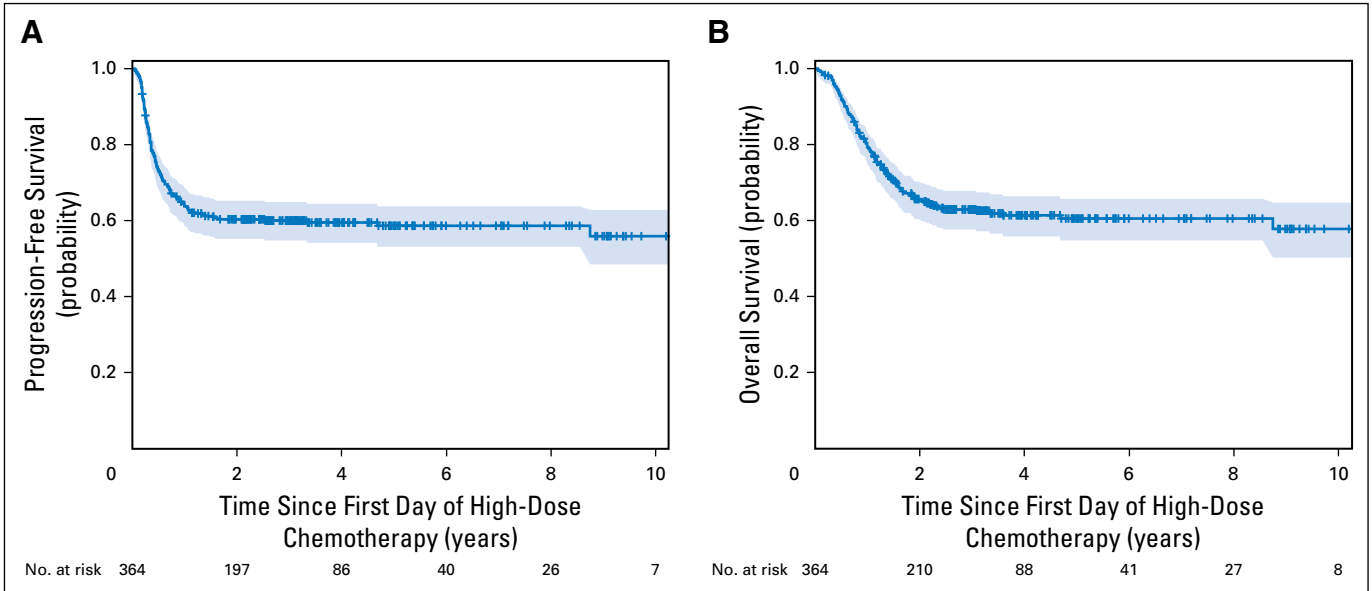 A
1.0
0.8
0.6
0.4
0.2
Progression-Free Survival
(probability)
0 2 4 6 8 10
Time Since First Day of High-Dose
Chemotherapy (years)
No. at risk 364 197 86 40 26 7
B
1.0
0.8
0.6
0.4
0.2
Overall Survival (probability)
0 2 4 6 8 10
Time Since First Day of High-Dose
Chemotherapy (years)
No. at risk 364 210 88 41 27 8